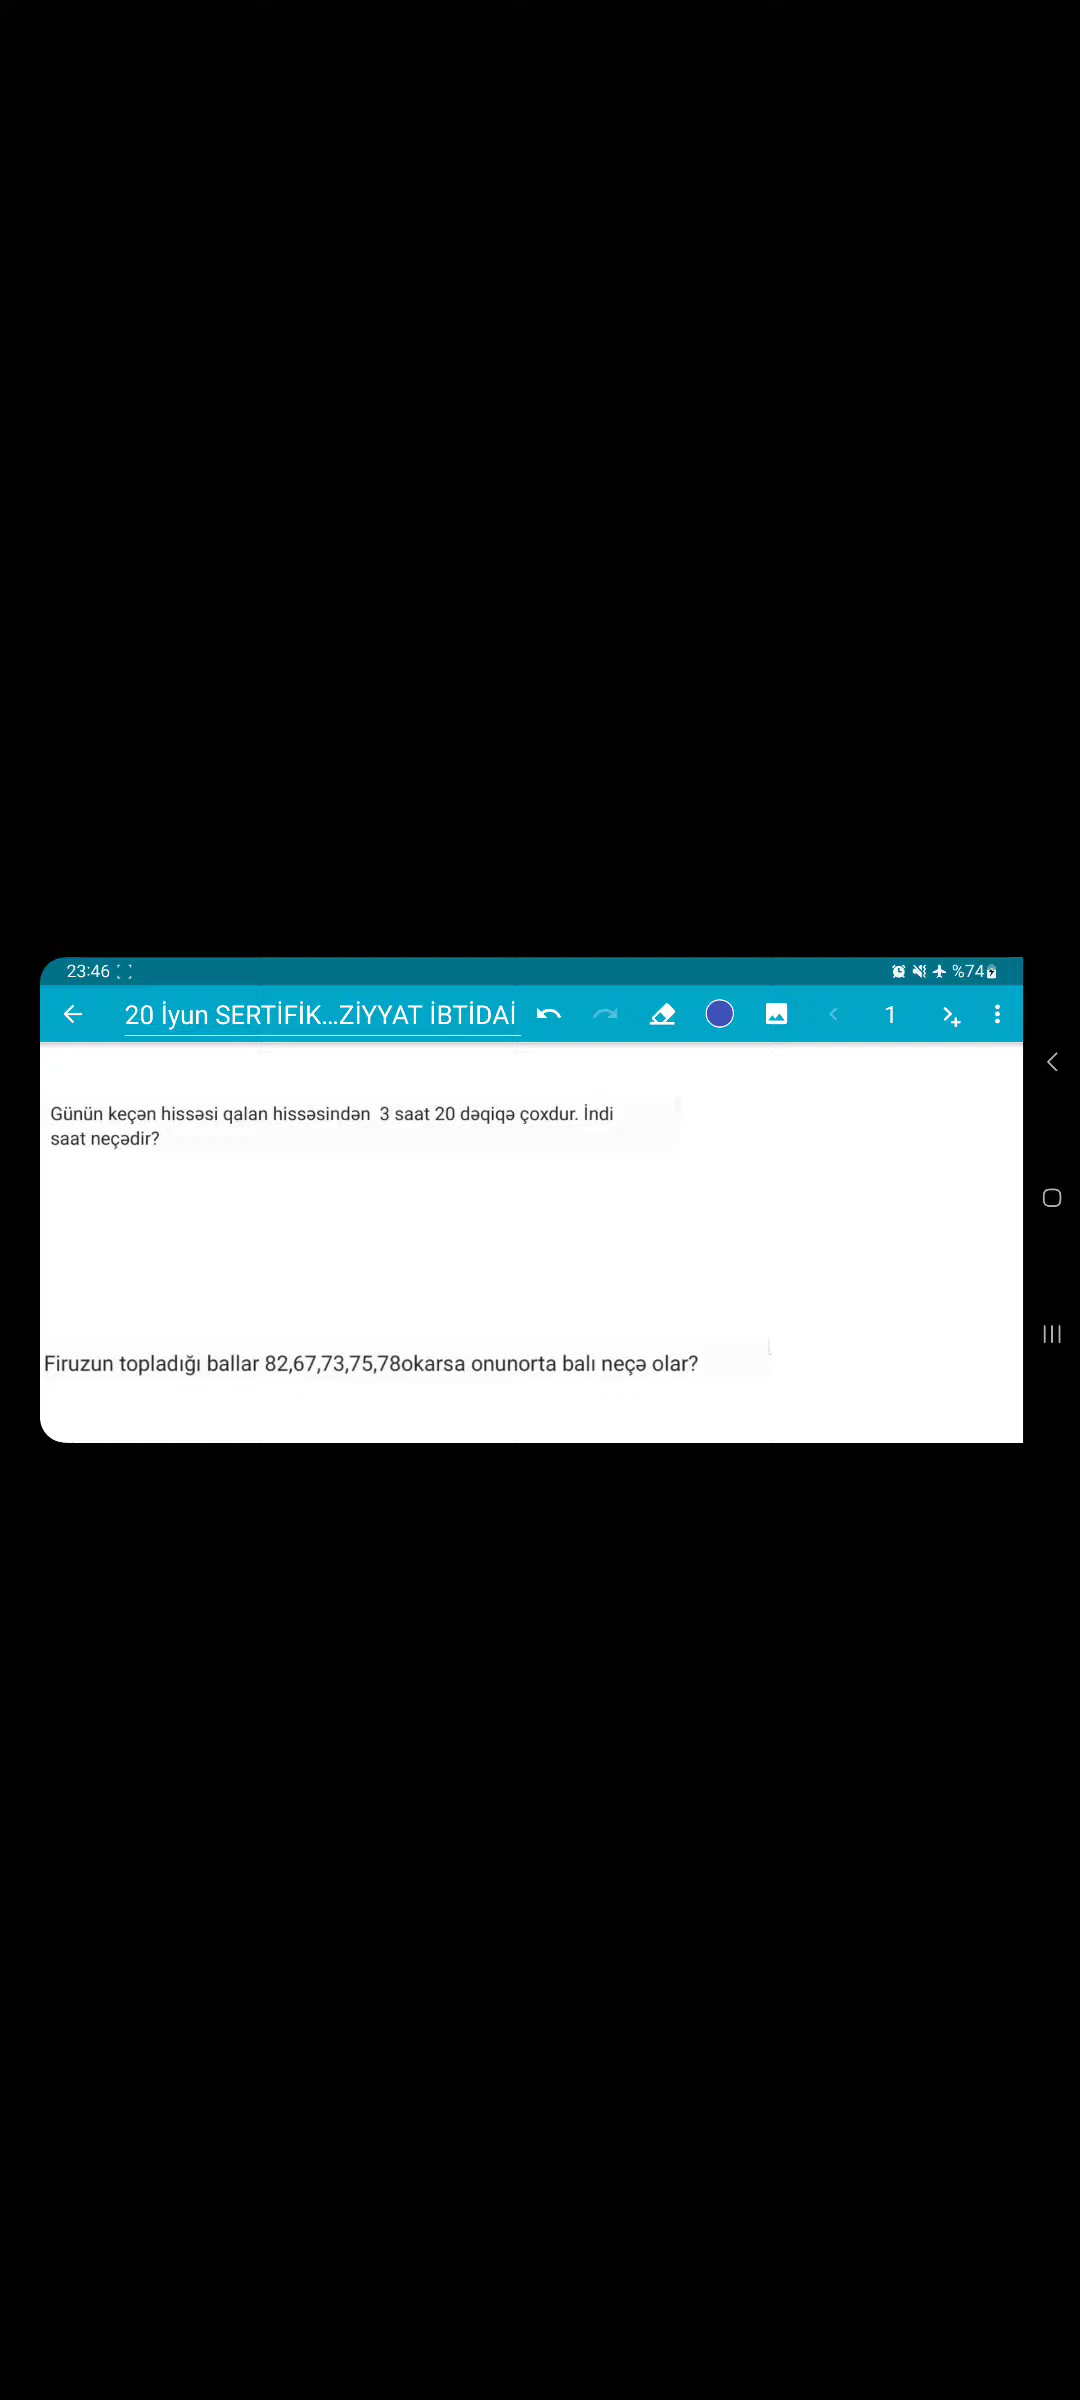 23:46
%74
20 İyun SERTİFİK...ZİYYAT İBTİDAİ
1
Günün keçən hissəsi qalan hissəsindən 3 saat 20 dəqiqə çoxdur. İndi
saat neçədir?
Firuzun topladığı ballar 82,67,73,75,78okarsa onunorta balı neçə olar?